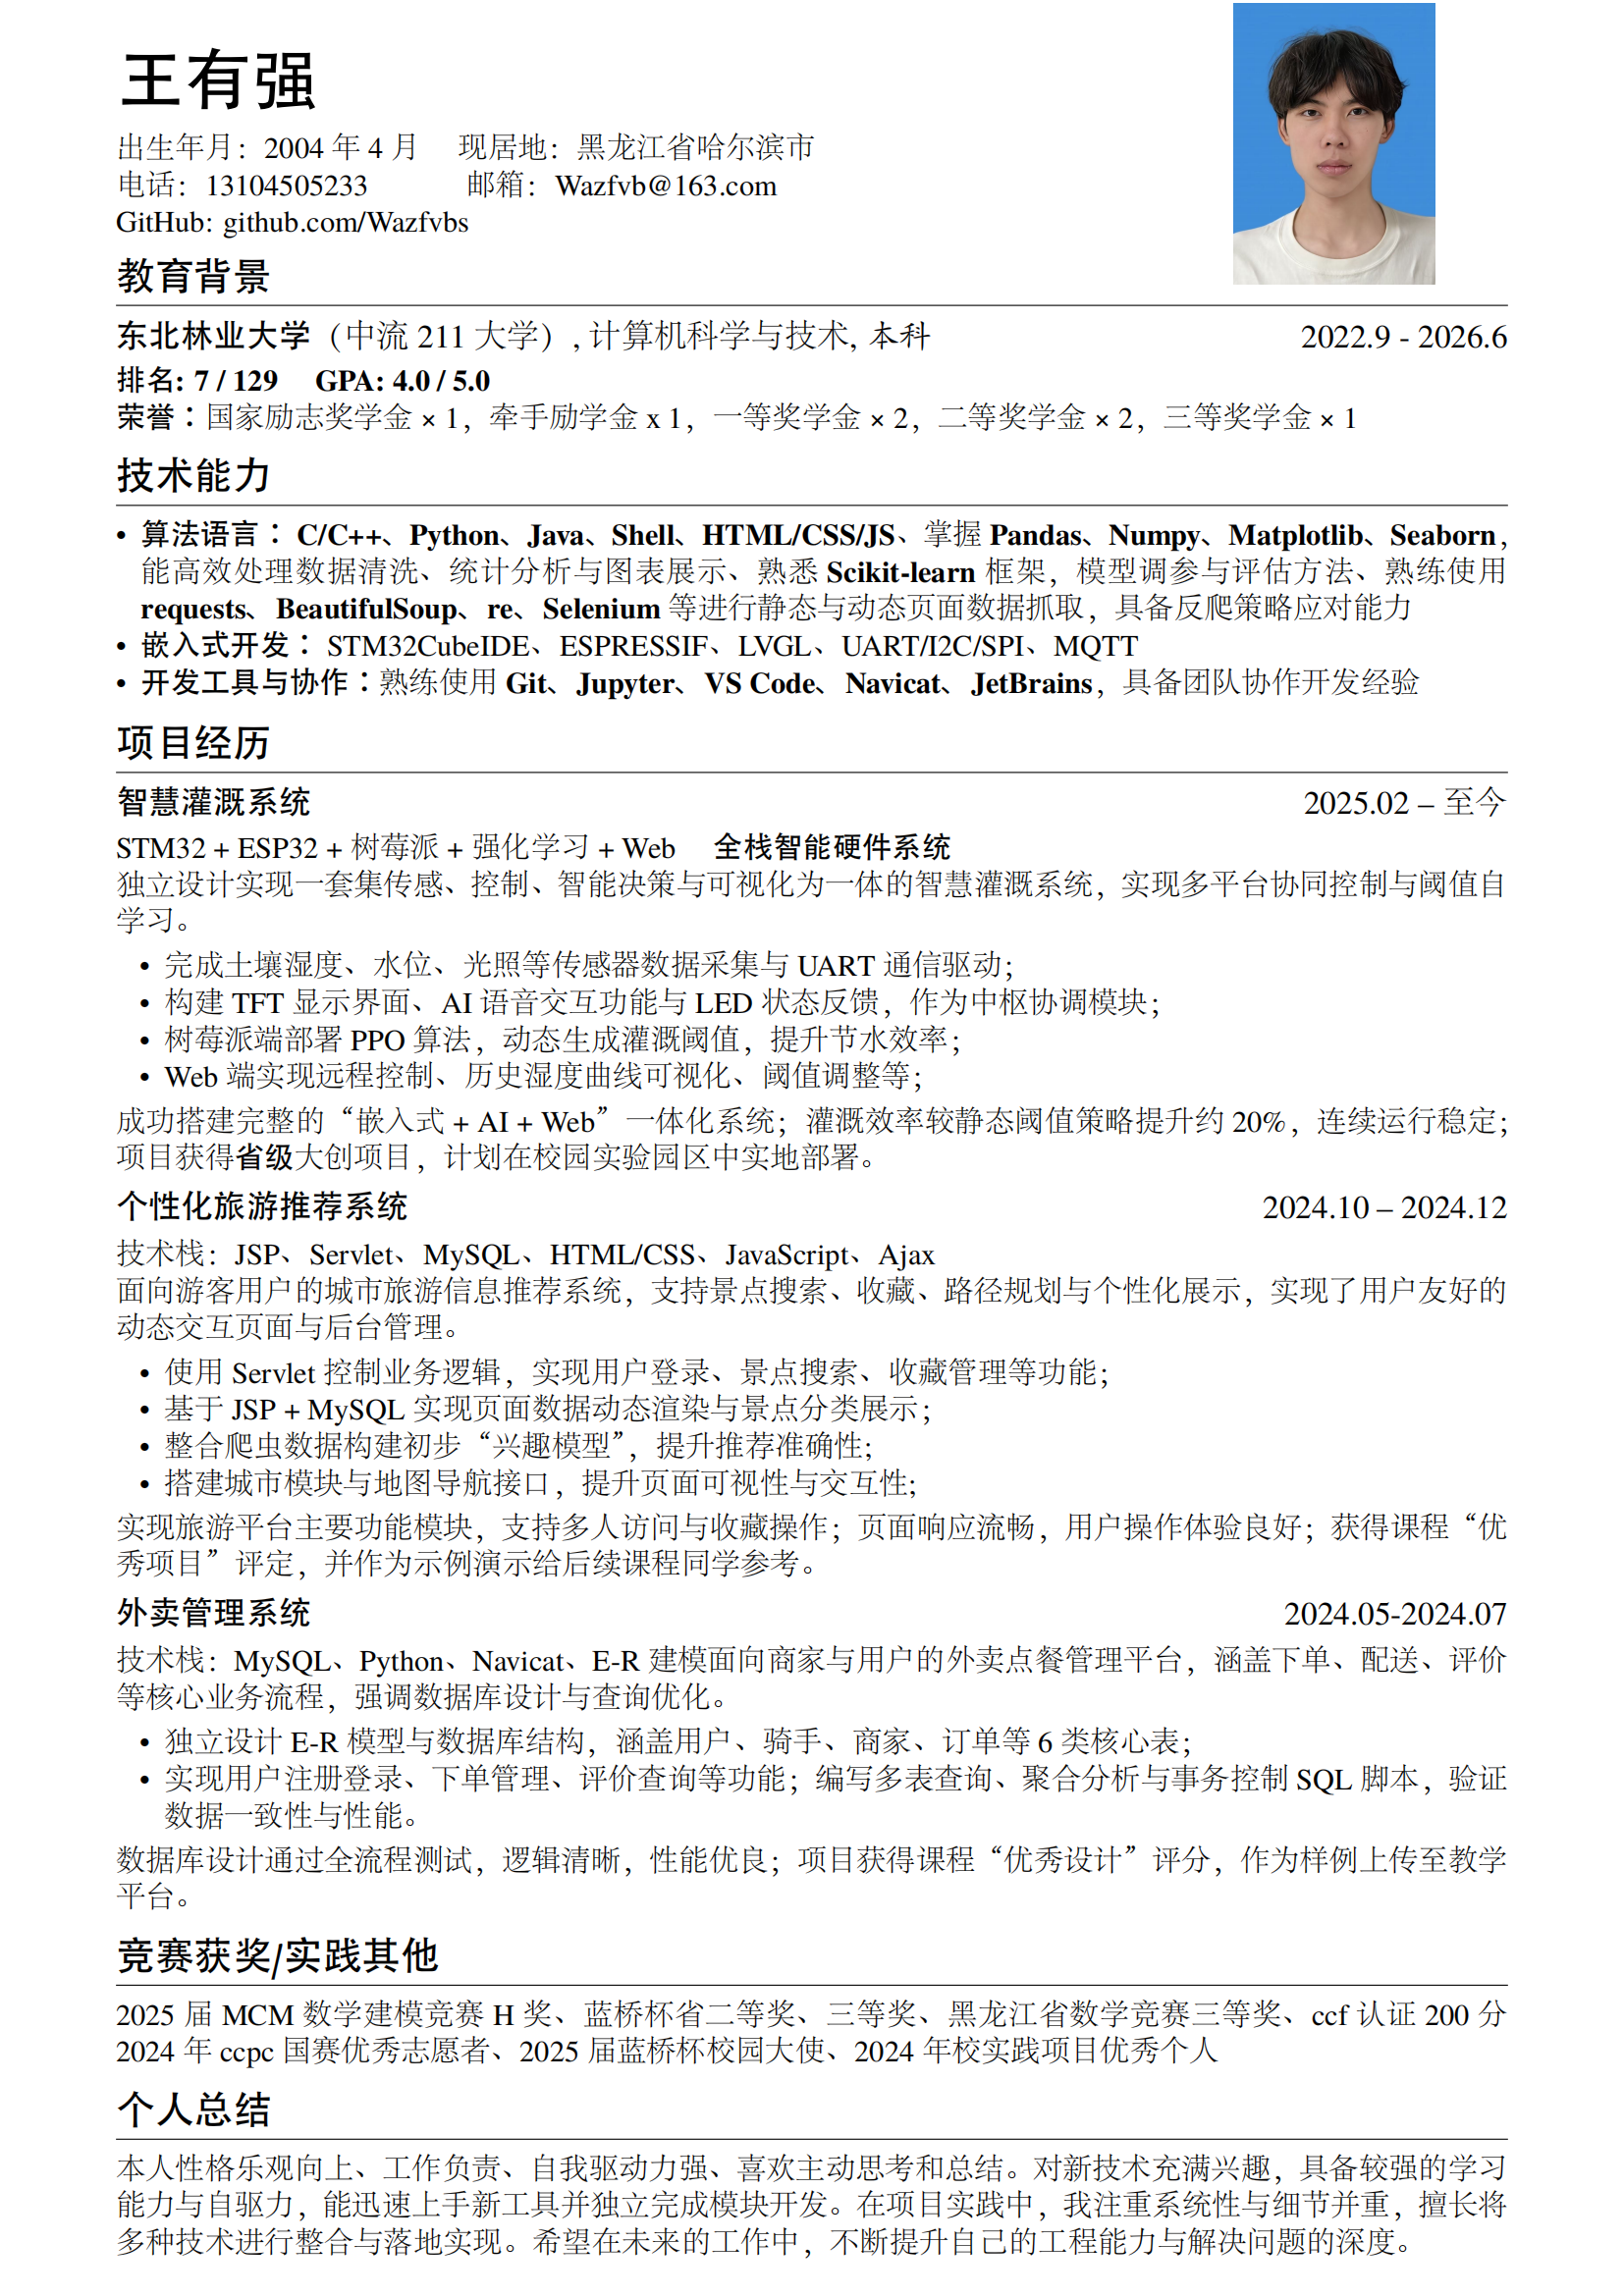 王有强
出生年月：2004 年 4 月 现居地：黑龙江省哈尔滨市
电话：13104505233 邮箱：Wazfvb@163.com
GitHub: github.com/Wazfvbs
教育背景
东北林业大学（中流 211 大学）, 计算机科学与技术, 本科 2022.9 - 2026.6
排名: 7 / 129 GPA: 4.0 / 5.0
荣誉：国家励志奖学金 × 1，牵手励学金 x 1，一等奖学金 × 2，二等奖学金 × 2，三等奖学金 × 1
技术能力
• 算法语言： C/C++、Python、Java、Shell、HTML/CSS/JS、掌握 Pandas、Numpy、Matplotlib、Seaborn，
能高效处理数据清洗、统计分析与图表展示、熟悉 Scikit-learn 框架，模型调参与评估方法、熟练使用
requests、BeautifulSoup、re、Selenium 等进行静态与动态页面数据抓取，具备反爬策略应对能力
• 嵌入式开发： STM32CubeIDE、ESPRESSIF、LVGL、UART/I2C/SPI、MQTT
• 开发工具与协作：熟练使用 Git、Jupyter、VS Code、Navicat、JetBrains，具备团队协作开发经验
项目经历
智慧灌溉系统 2025.02 – 至今
STM32 + ESP32 + 树莓派 + 强化学习 + Web 全栈智能硬件系统
独立设计实现一套集传感、控制、智能决策与可视化为一体的智慧灌溉系统，实现多平台协同控制与阈值自
学习。
• 完成土壤湿度、水位、光照等传感器数据采集与 UART 通信驱动；
• 构建 TFT 显示界面、AI 语音交互功能与 LED 状态反馈，作为中枢协调模块；
• 树莓派端部署 PPO 算法，动态生成灌溉阈值，提升节水效率；
• Web 端实现远程控制、历史湿度曲线可视化、阈值调整等；
成功搭建完整的“嵌入式 + AI + Web”一体化系统；灌溉效率较静态阈值策略提升约 20%，连续运行稳定；
项目获得省级大创项目，计划在校园实验园区中实地部署。
个性化旅游推荐系统 2024.10 – 2024.12
技术栈：JSP、Servlet、MySQL、HTML/CSS、JavaScript、Ajax
面向游客用户的城市旅游信息推荐系统，支持景点搜索、收藏、路径规划与个性化展示，实现了用户友好的
动态交互页面与后台管理。
• 使用 Servlet 控制业务逻辑，实现用户登录、景点搜索、收藏管理等功能；
• 基于 JSP + MySQL 实现页面数据动态渲染与景点分类展示；
• 整合爬虫数据构建初步“兴趣模型”，提升推荐准确性；
• 搭建城市模块与地图导航接口，提升页面可视性与交互性；
实现旅游平台主要功能模块，支持多人访问与收藏操作；页面响应流畅，用户操作体验良好；获得课程“优
秀项目”评定，并作为示例演示给后续课程同学参考。
外卖管理系统 2024.05-2024.07
技术栈：MySQL、Python、Navicat、E-R 建模面向商家与用户的外卖点餐管理平台，涵盖下单、配送、评价
等核心业务流程，强调数据库设计与查询优化。
• 独立设计 E-R 模型与数据库结构，涵盖用户、骑手、商家、订单等 6 类核心表；
• 实现用户注册登录、下单管理、评价查询等功能；编写多表查询、聚合分析与事务控制 SQL 脚本，验证
数据一致性与性能。
数据库设计通过全流程测试，逻辑清晰，性能优良；项目获得课程“优秀设计”评分，作为样例上传至教学
平台。
竞赛获奖/实践其他
2025 届 MCM 数学建模竞赛 H 奖、蓝桥杯省二等奖、三等奖、黑龙江省数学竞赛三等奖、ccf 认证 200 分
2024 年 ccpc 国赛优秀志愿者、2025 届蓝桥杯校园大使、2024 年校实践项目优秀个人
个人总结
本人性格乐观向上、工作负责、自我驱动力强、喜欢主动思考和总结。对新技术充满兴趣，具备较强的学习
能力与自驱力，能迅速上手新工具并独立完成模块开发。在项目实践中，我注重系统性与细节并重，擅长将
多种技术进行整合与落地实现。希望在未来的工作中，不断提升自己的工程能力与解决问题的深度。